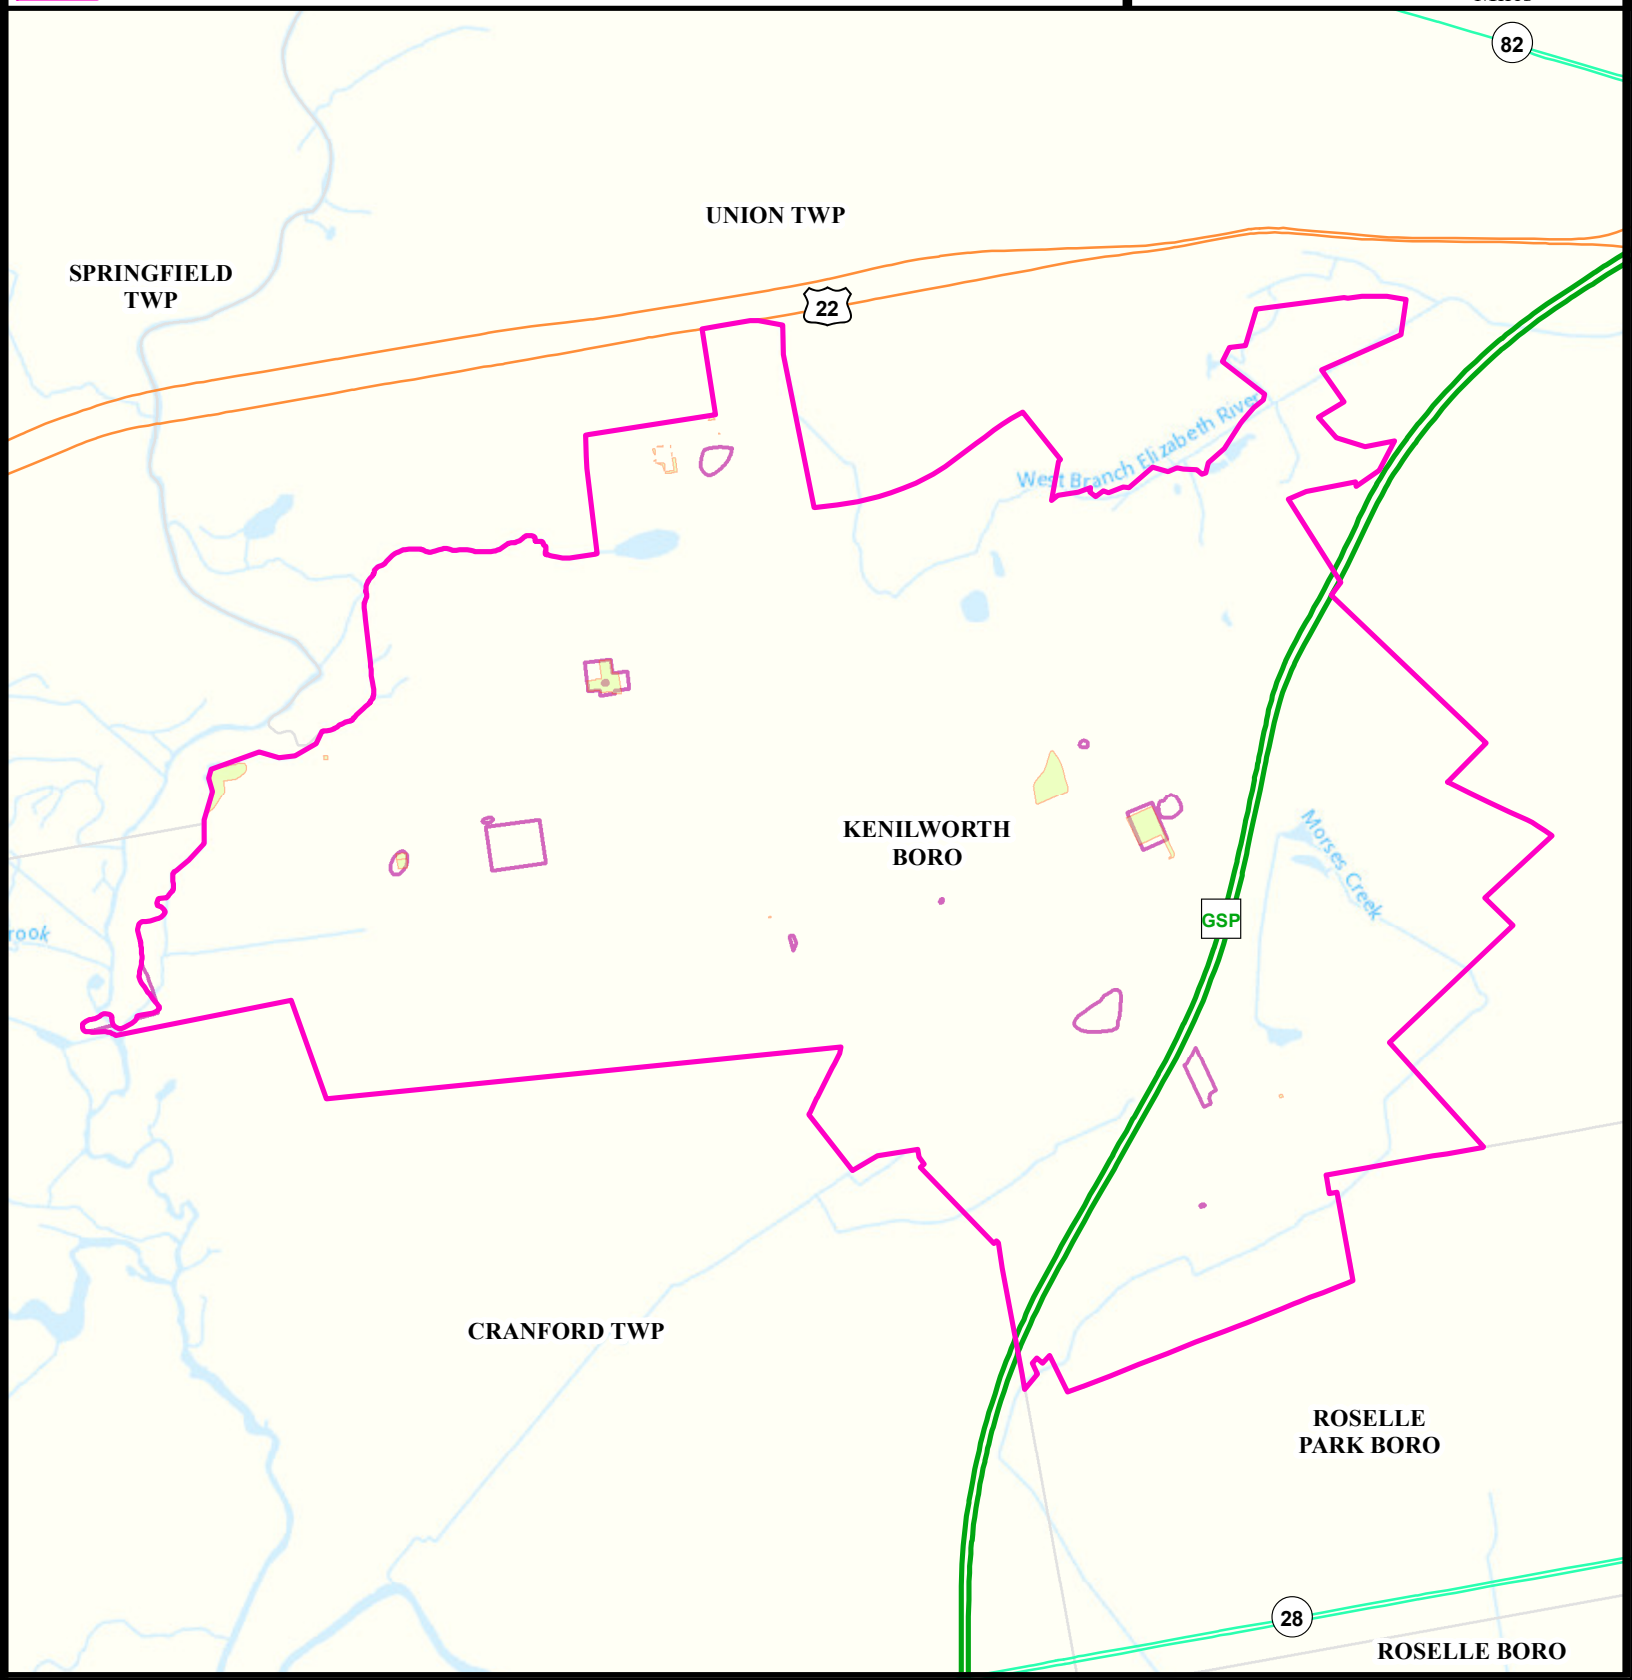 82
UNION TWP
SPRINGFIELD
TWP
22
West Branch Elizabeth River
KENILWORTH
BORO
Morses Creek
GSP
rook
CRANFORD TWP
ROSELLE
PARK BORO
28
ROSELLE BORO